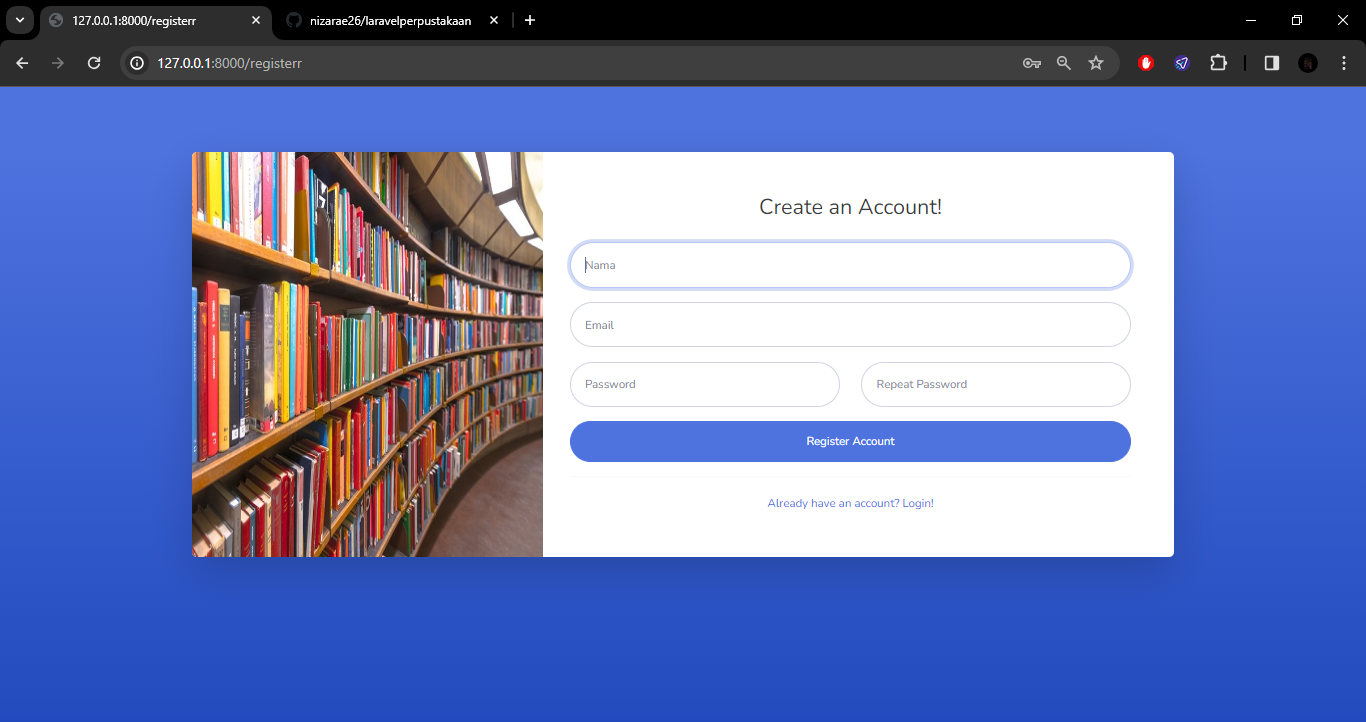 127.0.0.1:8000/registerr
nizarae26/laravelperpustakaan
127.0.0.1:8000/registerr
Create an Account!
Nama
Email
Password
Repeat Password
Register Account
Already have an account? Login!